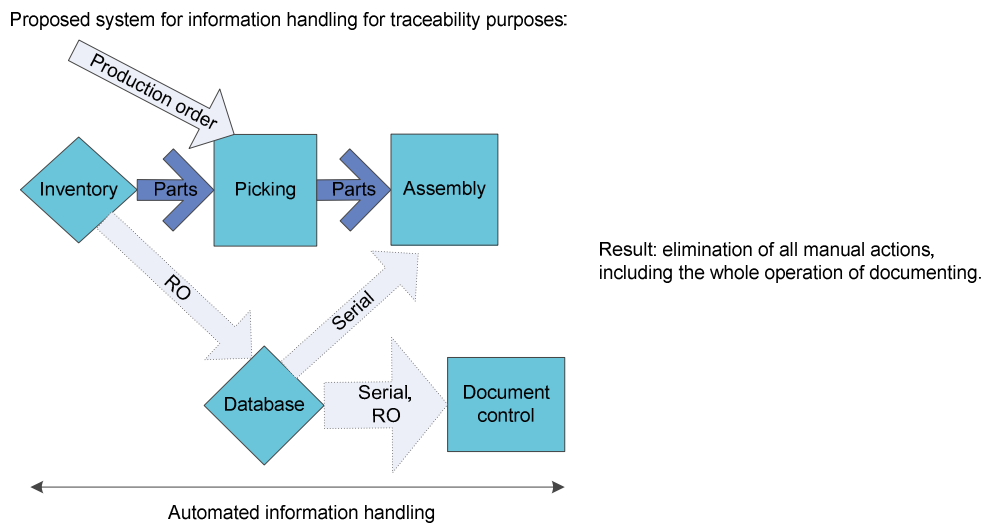 Proposed system for information handling for traceability purposes:
Production order
Inventory
Parts
Picking
Parts
Assembly
Result: elimination of all manual actions,
including the whole operation of documenting.
RO
Serial
Database
Serial,
RO
Document
control
Automated information handling